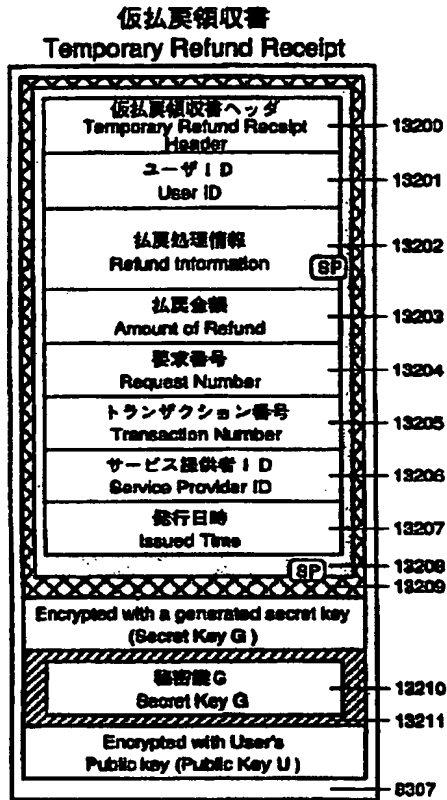 仮払戻領収書
Temporary Refund Receipt
仮払戻領収書ヘッダ
Temporary Refund Receipt
Header
13200
ユーザID
User ID
13201
払戻処理情報
Refund Information
SP
13202
払戻金額
Amount of Refund
13203
要求番号
Request Number
13204
トランザクション番号
Transaction Number
13205
サービス提供者ID
Service Provider ID
13206
発行日時
Issued Time
13207
SP
13208
13209
Encrypted with a generated secret key
(Secret Key G)
秘密鍵G
Secret Key G
13210
13211
Encrypted with User's
Public key (Public Key U)
8307